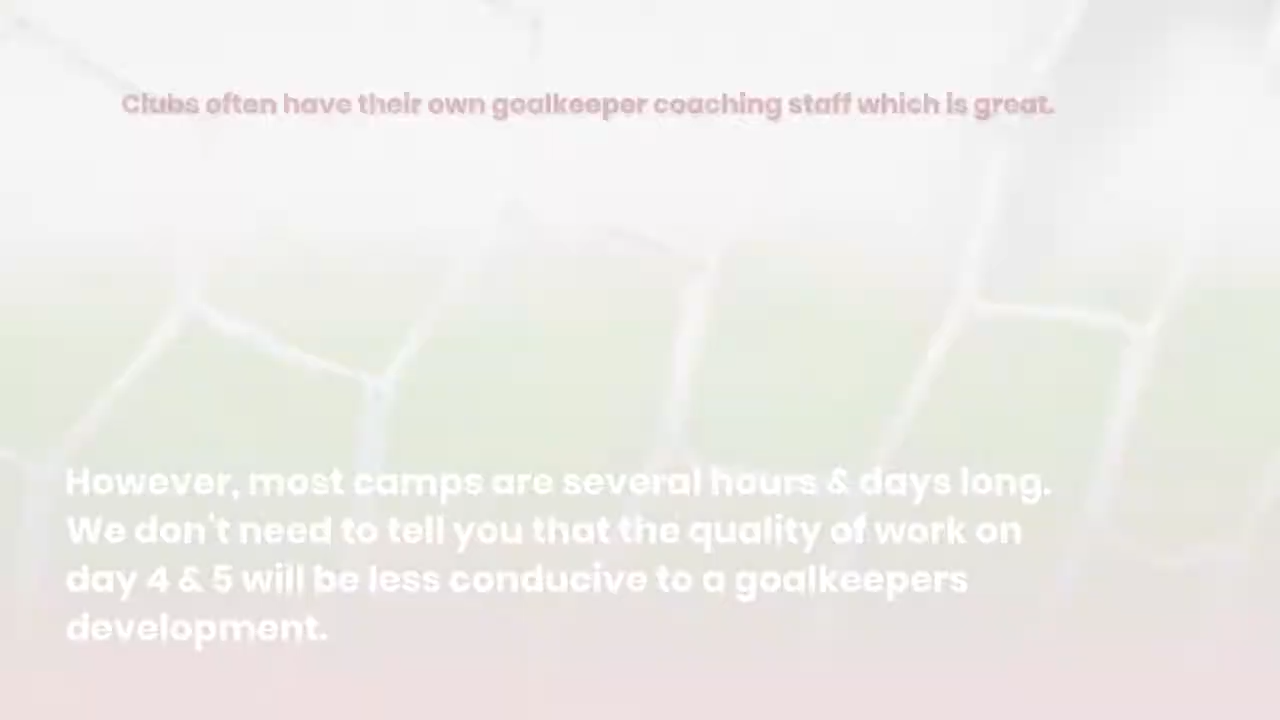 Clubs often have their own goalkeeper coaching staff which is great.
However, most camps are several hours & days long.
We don't need to tell you that the quality of work on
day 4 & 5 will be less conducive to a goalkeepers
development.